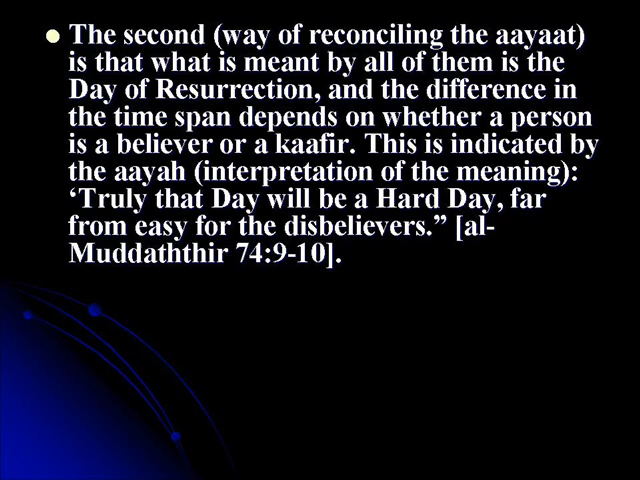 The second (way of reconciling the aayaat)
is that what is meant by all of them is the
Day of Resurrection, and the difference in
the time span depends on whether a person
is a believer or a kaafir. This is indicated by
the aayah (interpretation of the meaning):
‘Truly that Day will be a Hard Day, far
from easy for the disbelievers.” [al-
Muddaththir 74:9-10].